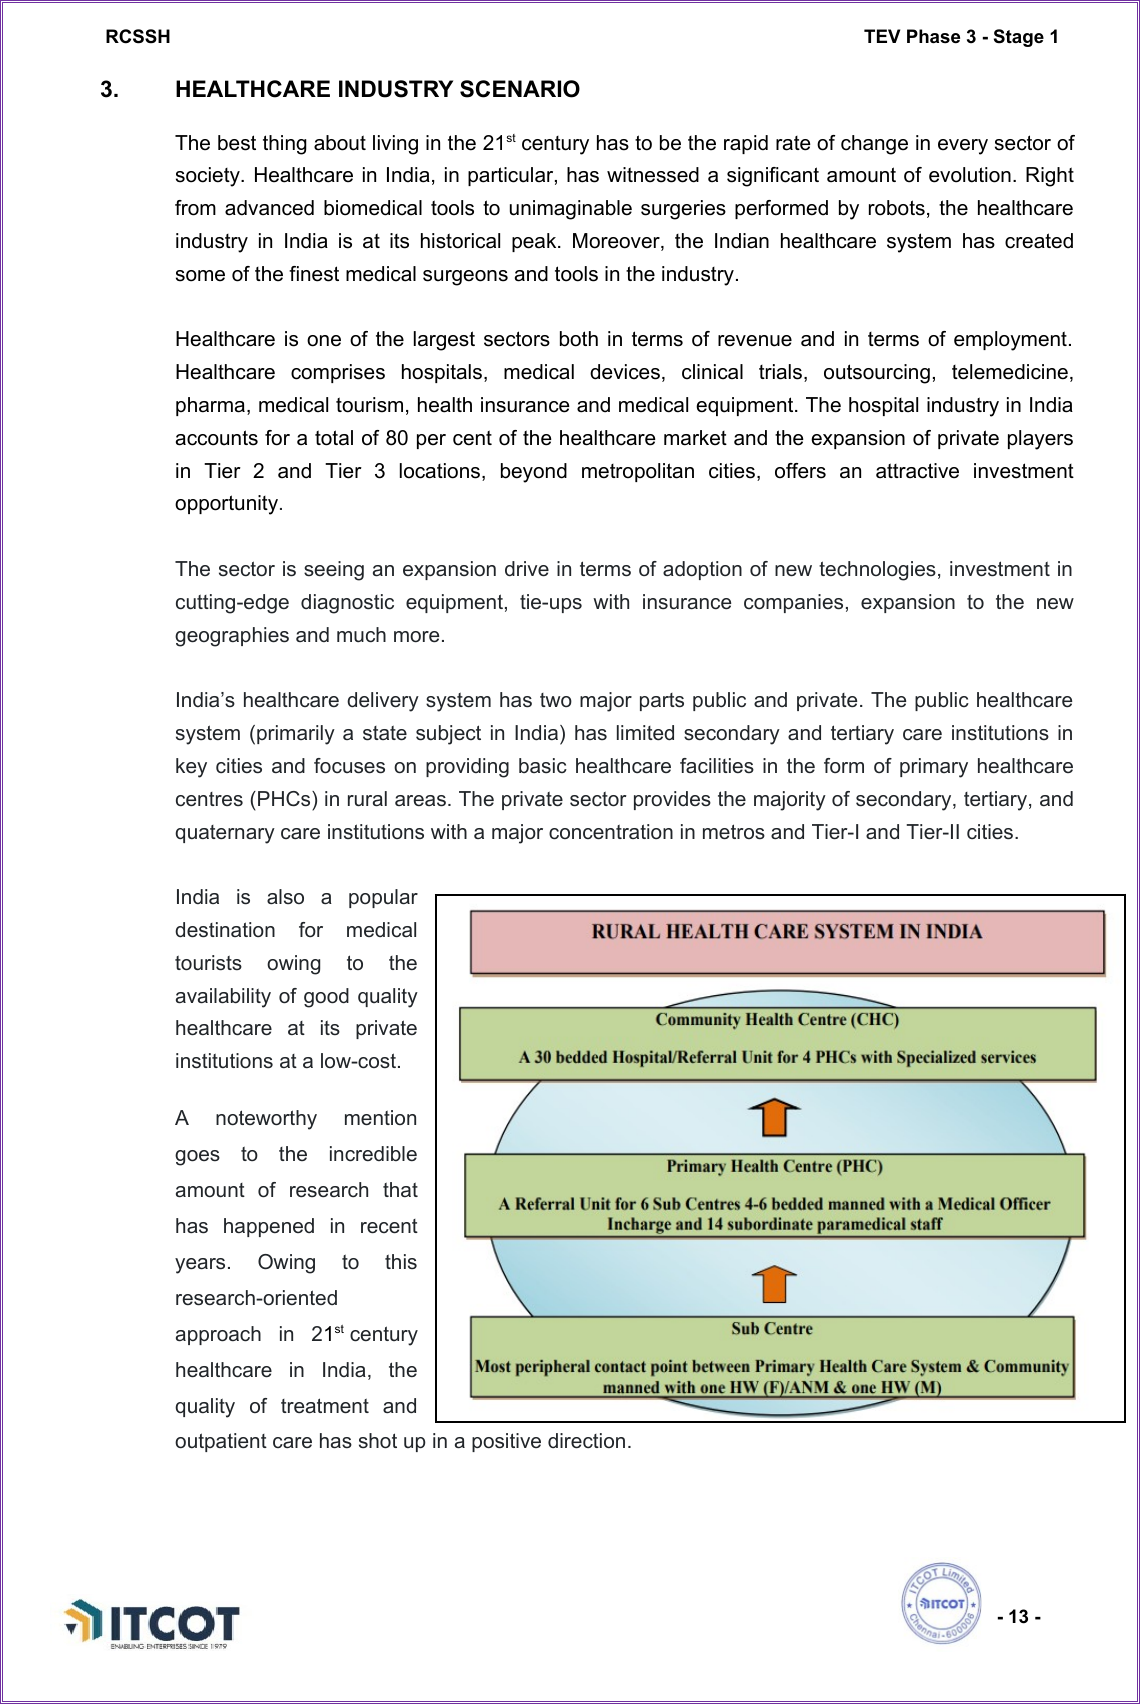 RCSSH
TEV Phase 3 - Stage 1
3. HEALTHCARE INDUSTRY SCENARIO
The best thing about living in the 21st century has to be the rapid rate of change in every sector of
society. Healthcare in India, in particular, has witnessed a significant amount of evolution. Right
from advanced biomedical tools to unimaginable surgeries performed by robots, the healthcare
industry in India is at its historical peak. Moreover, the Indian healthcare system has created
some of the finest medical surgeons and tools in the industry.
Healthcare is one of the largest sectors both in terms of revenue and in terms of employment.
Healthcare comprises hospitals, medical devices, clinical trials, outsourcing, telemedicine,
pharma, medical tourism, health insurance and medical equipment. The hospital industry in India
accounts for a total of 80 per cent of the healthcare market and the expansion of private players
in Tier 2 and Tier 3 locations, beyond metropolitan cities, offers an attractive investment
opportunity.
The sector is seeing an expansion drive in terms of adoption of new technologies, investment in
cutting-edge diagnostic equipment, tie-ups with insurance companies, expansion to the new
geographies and much more.
India’s healthcare delivery system has two major parts public and private. The public healthcare
system (primarily a state subject in India) has limited secondary and tertiary care institutions in
key cities and focuses on providing basic healthcare facilities in the form of primary healthcare
centres (PHCs) in rural areas. The private sector provides the majority of secondary, tertiary, and
quaternary care institutions with a major concentration in metros and Tier-I and Tier-II cities.
India is also a popular
destination for medical
tourists owing to the
availability of good quality
healthcare at its private
institutions at a low-cost.
A noteworthy mention
goes to the incredible
amount of research that
has happened in recent
years. Owing to this
research-oriented
approach in 21st century
healthcare in India, the
quality of treatment and
outpatient care has shot up in a positive direction.
RURAL HEALTH CARE SYSTEM IN INDIA
Community Health Centre (CHC)
A 30 bedded Hospital/Referral Unit for 4 PHCs with Specialized services
Primary Health Centre (PHC)
A Referral Unit for 6 Sub Centres 4-6 bedded manned with a Medical Officer
Incharge and 14 subordinate paramedical staff
Sub Centre
Most peripheral contact point between Primary Health Care System & Community
manned with one HW (F)/ANM & one HW (M)
ITCOT
ENABLING ENTERPRISES SINCE 1979
ITCOT Limited
ITCOT
Chennai - 600006
- 13 -